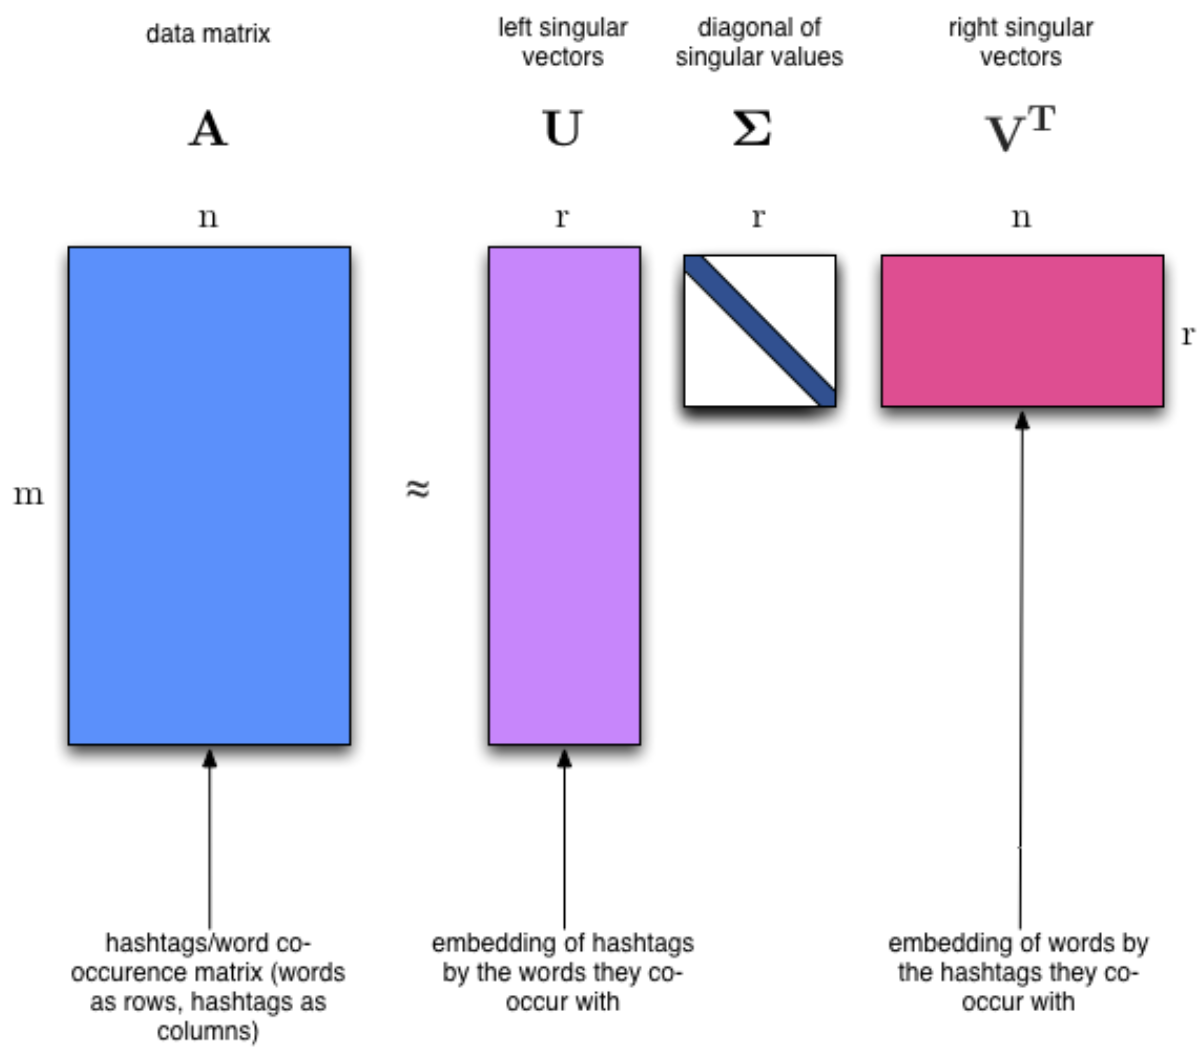 data matrix
left singular
vectors
diagonal of
singular values
right singular
vectors
A
U
Σ
V^T
n
r
r
n
m
≈
r
hashtags/word co-
occurence matrix (words
as rows, hashtags as
columns)
embedding of hashtags
by the words they co-
occur with
embedding of words by
the hashtags they co-
occur with